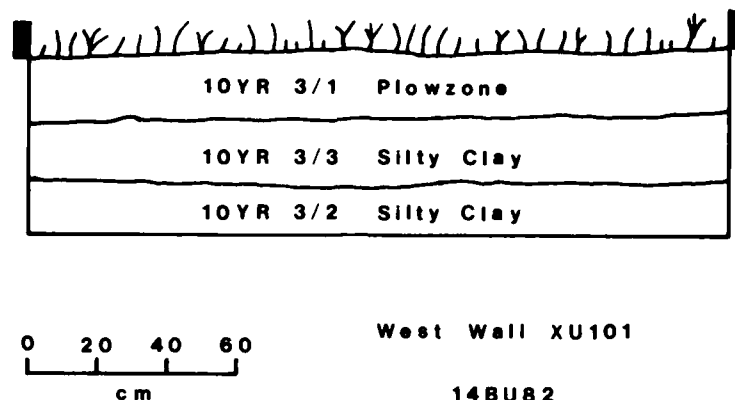 10YR 3/1 Plowzone
10YR 3/3 Silty Clay
10YR 3/2 Silty Clay
0 20 40 60
cm
West Wall XU101
14BU82